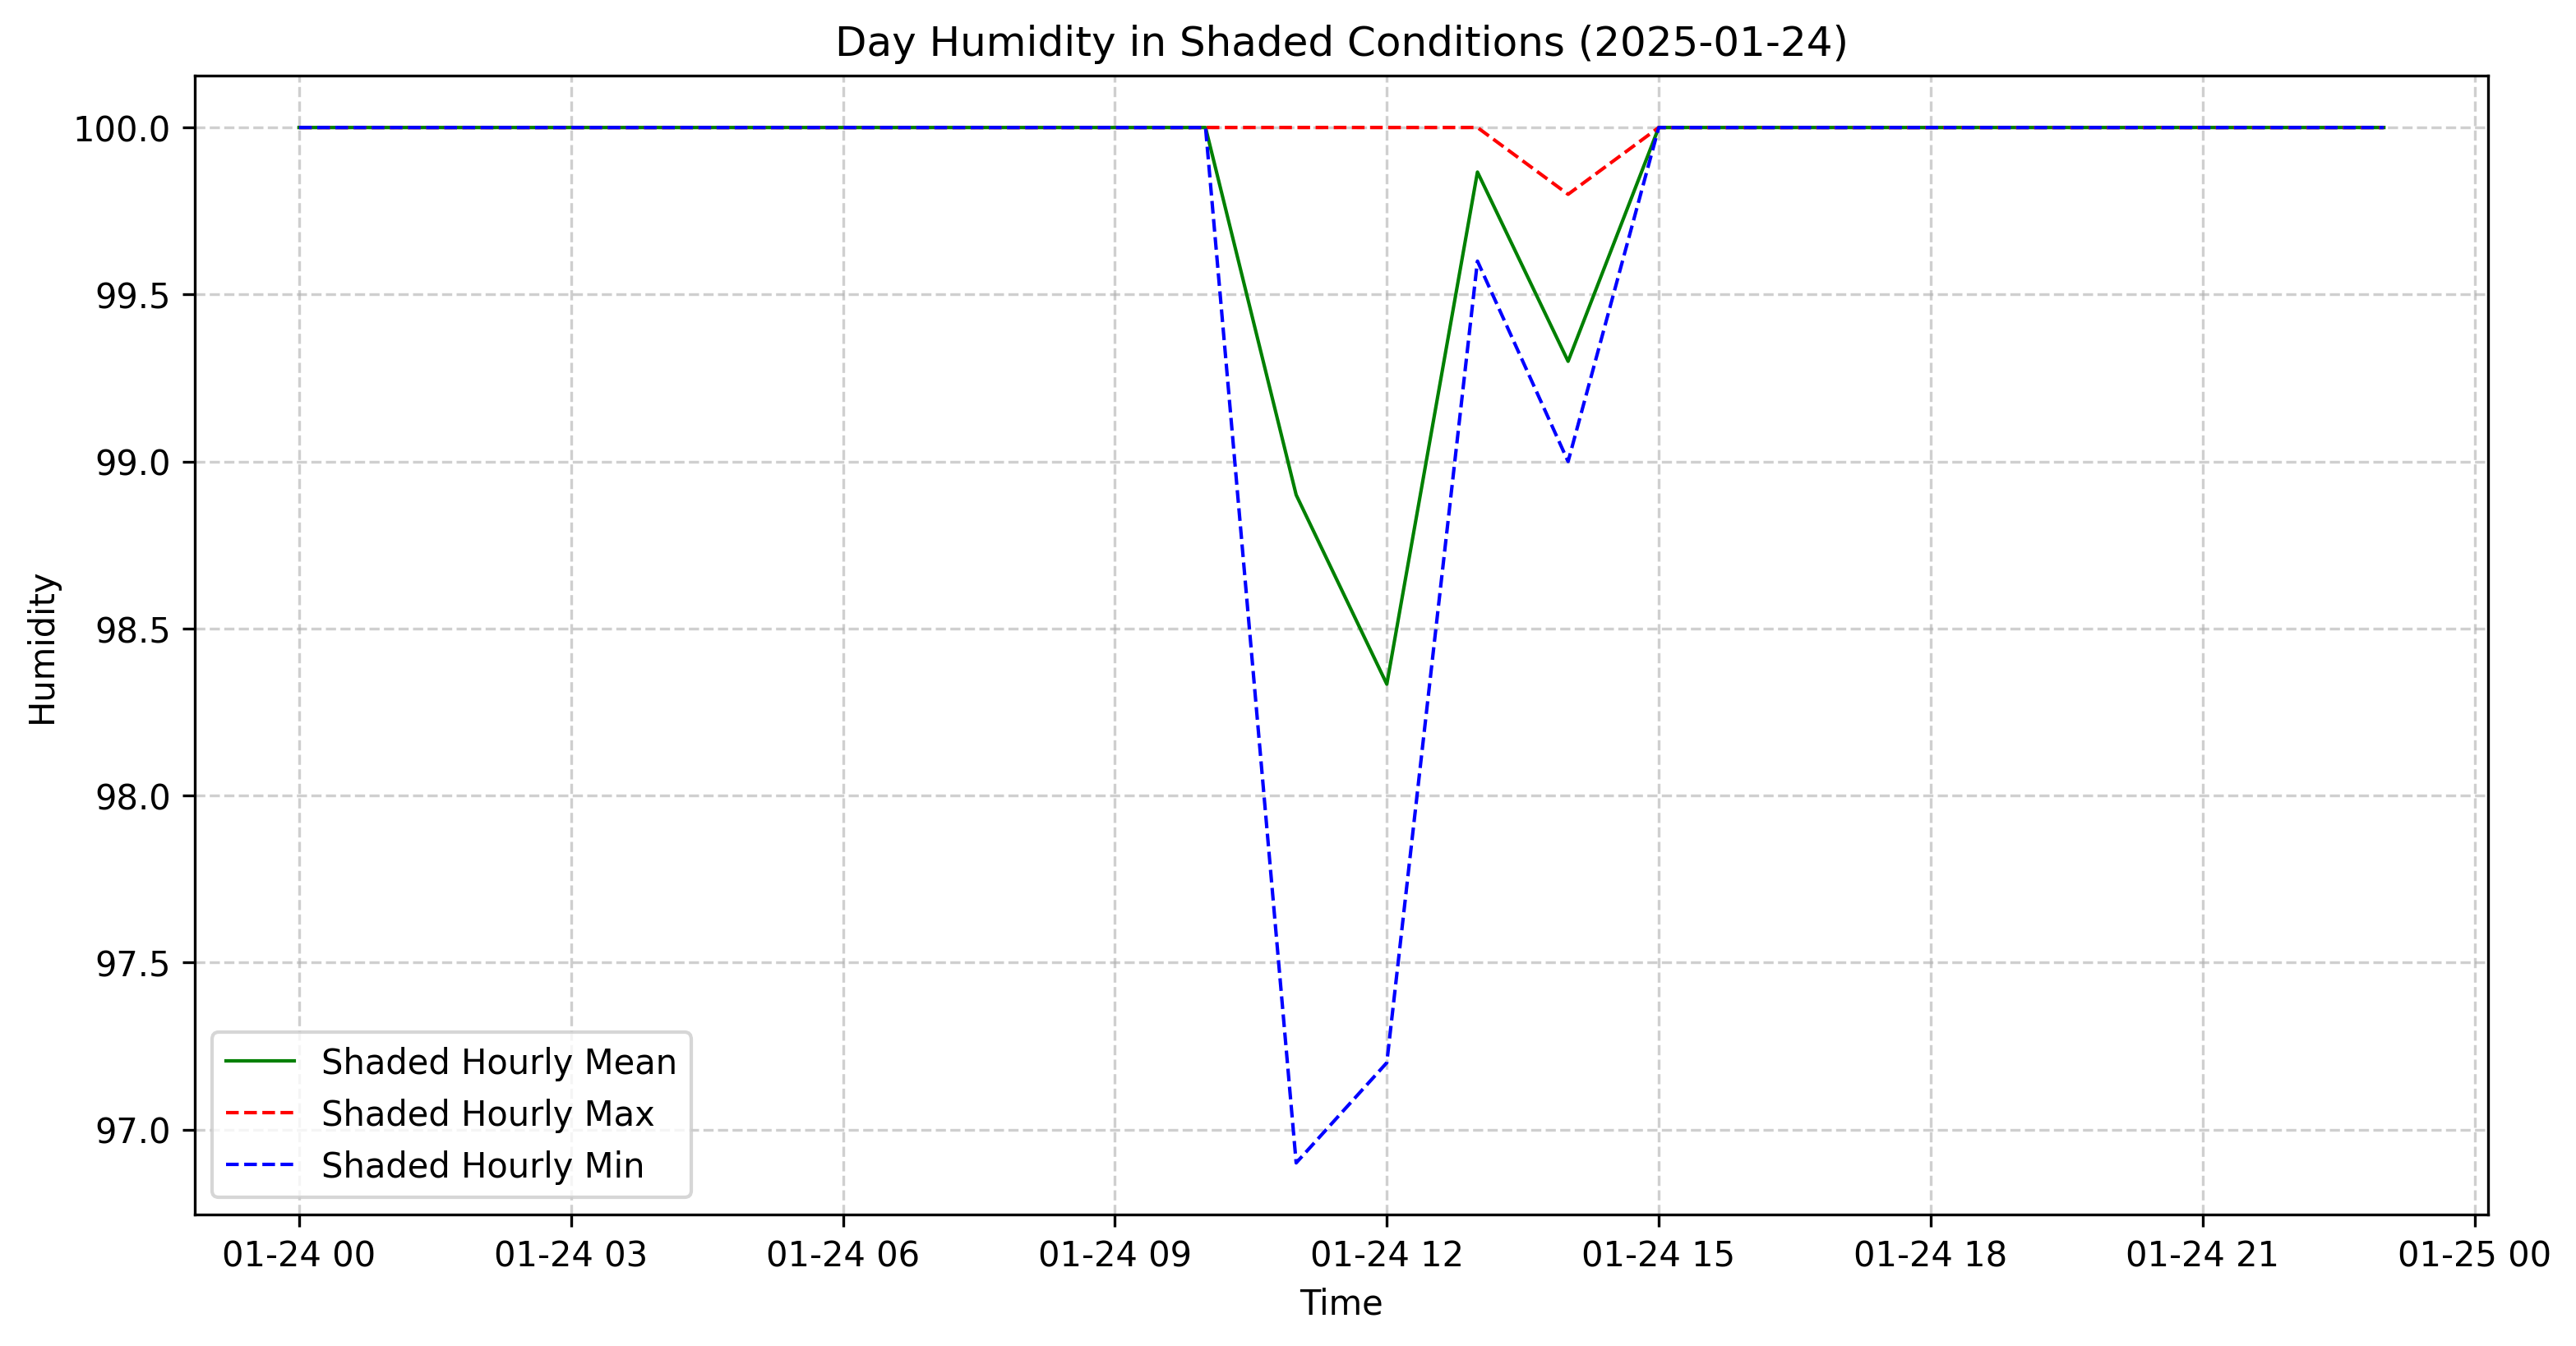 Day Humidity in Shaded Conditions (2025-01-24)
Humidity
100.0
99.5
99.0
98.5
98.0
97.5
97.0
Shaded Hourly Mean
Shaded Hourly Max
Shaded Hourly Min
01-24 00
01-24 03
01-24 06
01-24 09
01-24 12
01-24 15
01-24 18
01-24 21
01-25 00
Time